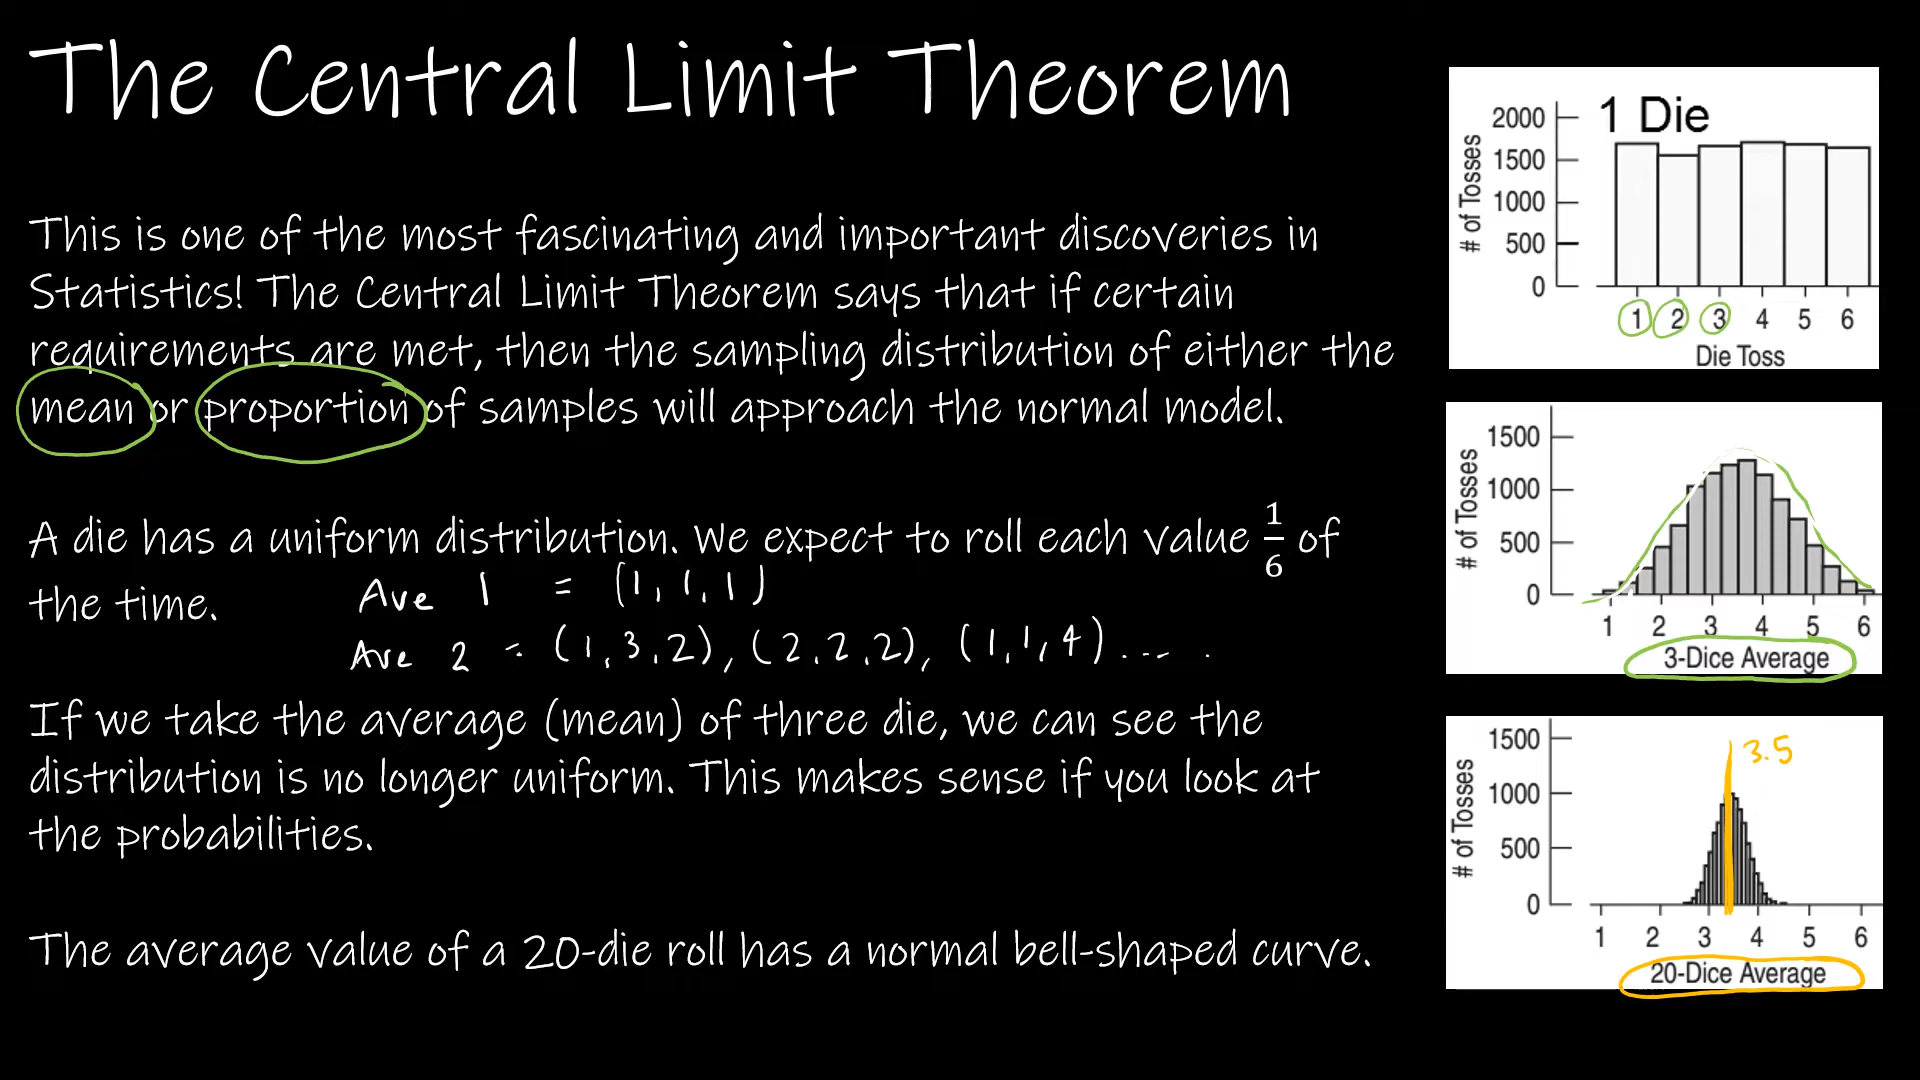 The Central Limit Theorem
This is one of the most fascinating and important discoveries in
Statistics! The Central Limit Theorem says that if certain
requirements are met, then the sampling distribution of either the
mean or proportion of samples will approach the normal model.
A die has a uniform distribution. We expect to roll each value 1/6 of
the time.
Ave 1 = (1, 1, 1)
Ave 2 = (1, 3, 2), (2, 2, 2), (1, 1, 4) ....
If we take the average (mean) of three die, we can see the
distribution is no longer uniform. This makes sense if you look at
the probabilities.
The average value of a 20-die roll has a normal bell-shaped curve.
1 Die
# of Tosses
2000
1500
1000
500
0
1 2 3 4 5 6
Die Toss
# of Tosses
1500
1000
500
0
1 2 3 4 5 6
3-Dice Average
3.5
# of Tosses
1500
1000
500
0
1 2 3 4 5 6
20-Dice Average